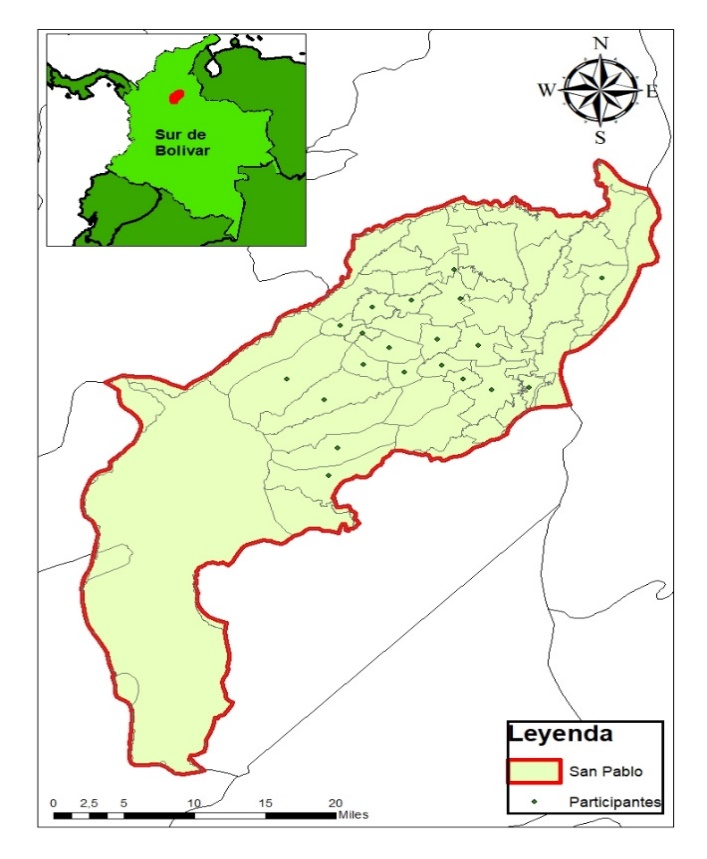 Sur de
Bolivar
N
W E
S
Leyenda
San Pablo
Participantes
0 2,5 5 10 15 20
Miles